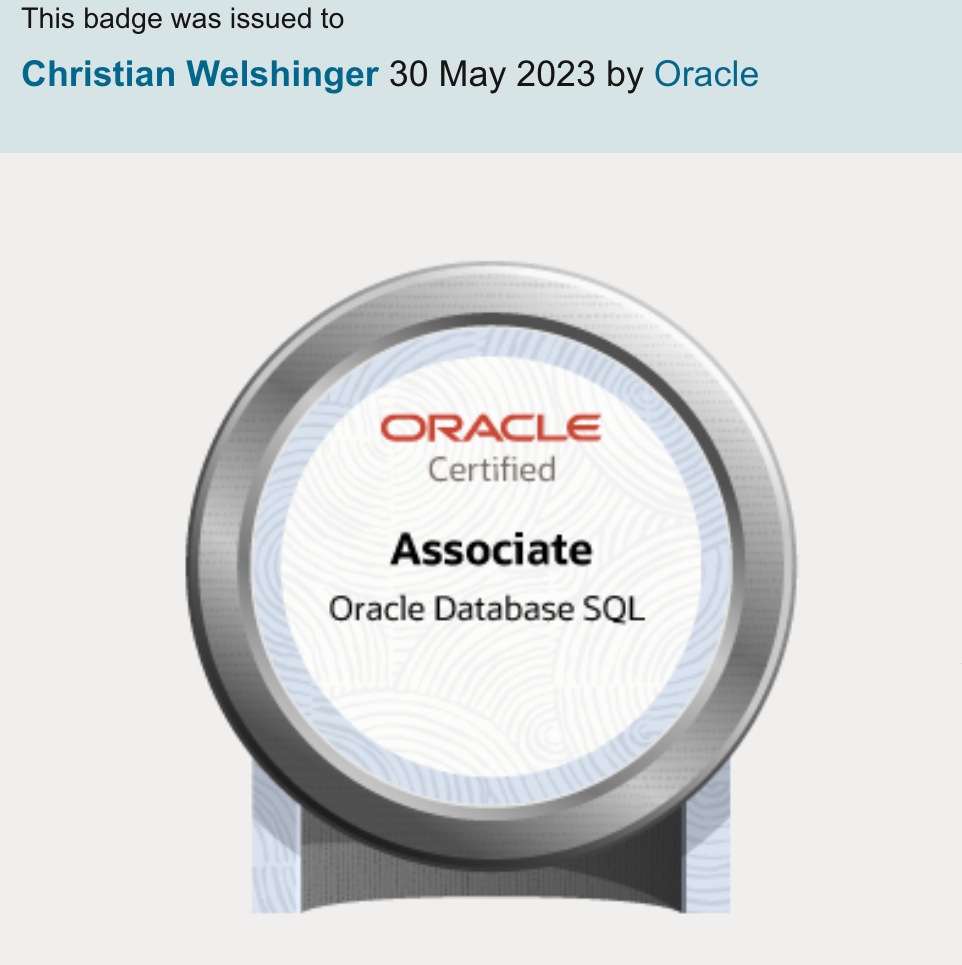 This badge was issued to
Christian Welshinger 30 May 2023 by Oracle
ORACLE
Certified
Associate
Oracle Database SQL